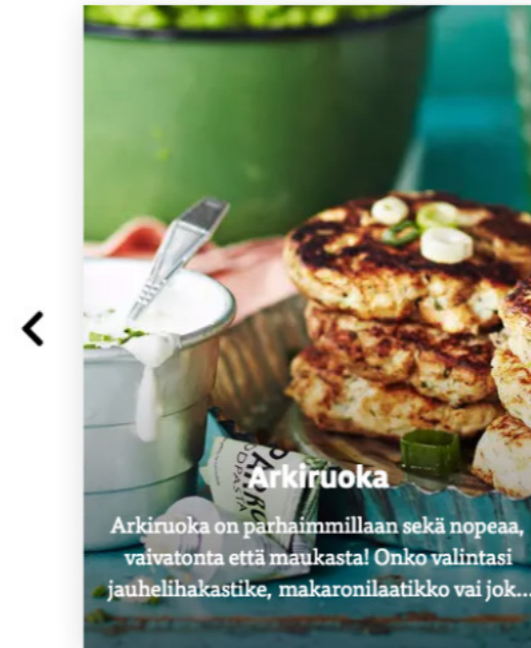 Arkiruoka
Arkiruoka on parhaimmillaan sekä nopeaa,
vaivatonta että maukasta! Onko valintasi
jauhelihakastike, makaronilaatikko vai jok...